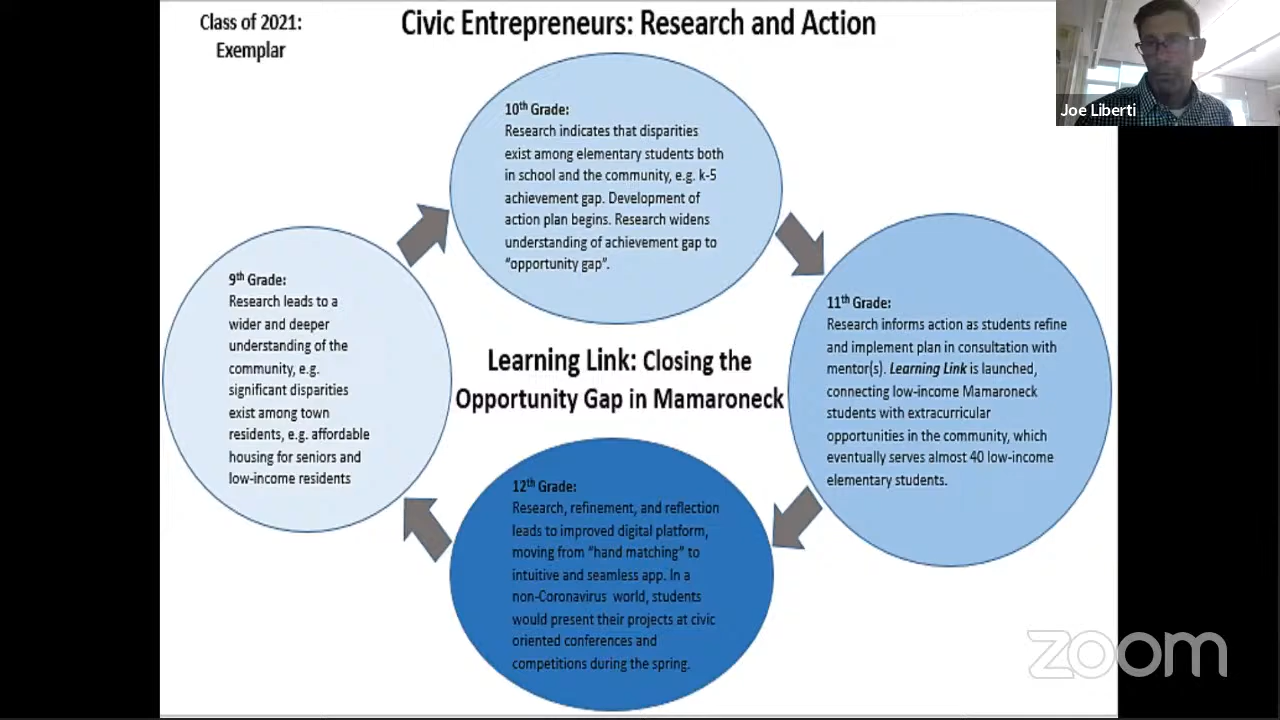 Class of 2021:
Exemplar
Civic Entrepreneurs: Research and Action
Joe Liberti
10th Grade:
Research indicates that disparities
exist among elementary students both
in school and the community, e.g. k-5
achievement gap. Development of
action plan begins. Research widens
understanding of achievement gap to
“opportunity gap”.
9th Grade:
Research leads to a
wider and deeper
understanding of the
community, e.g.
significant disparities
exist among town
residents, e.g. affordable
housing for seniors and
low-income residents
11th Grade:
Research informs action as students refine
and implement plan in consultation with
mentor(s). Learning Link is launched,
connecting low-income Mamaroneck
students with extracurricular
opportunities in the community, which
eventually serves almost 40 low-income
elementary students.
Learning Link: Closing the
Opportunity Gap in Mamaroneck
12th Grade:
Research, refinement, and reflection
leads to improved digital platform,
moving from “hand matching” to
intuitive and seamless app. In a
non-Coronavirus world, students
would present their projects at civic
oriented conferences and
competitions during the spring.
zoom